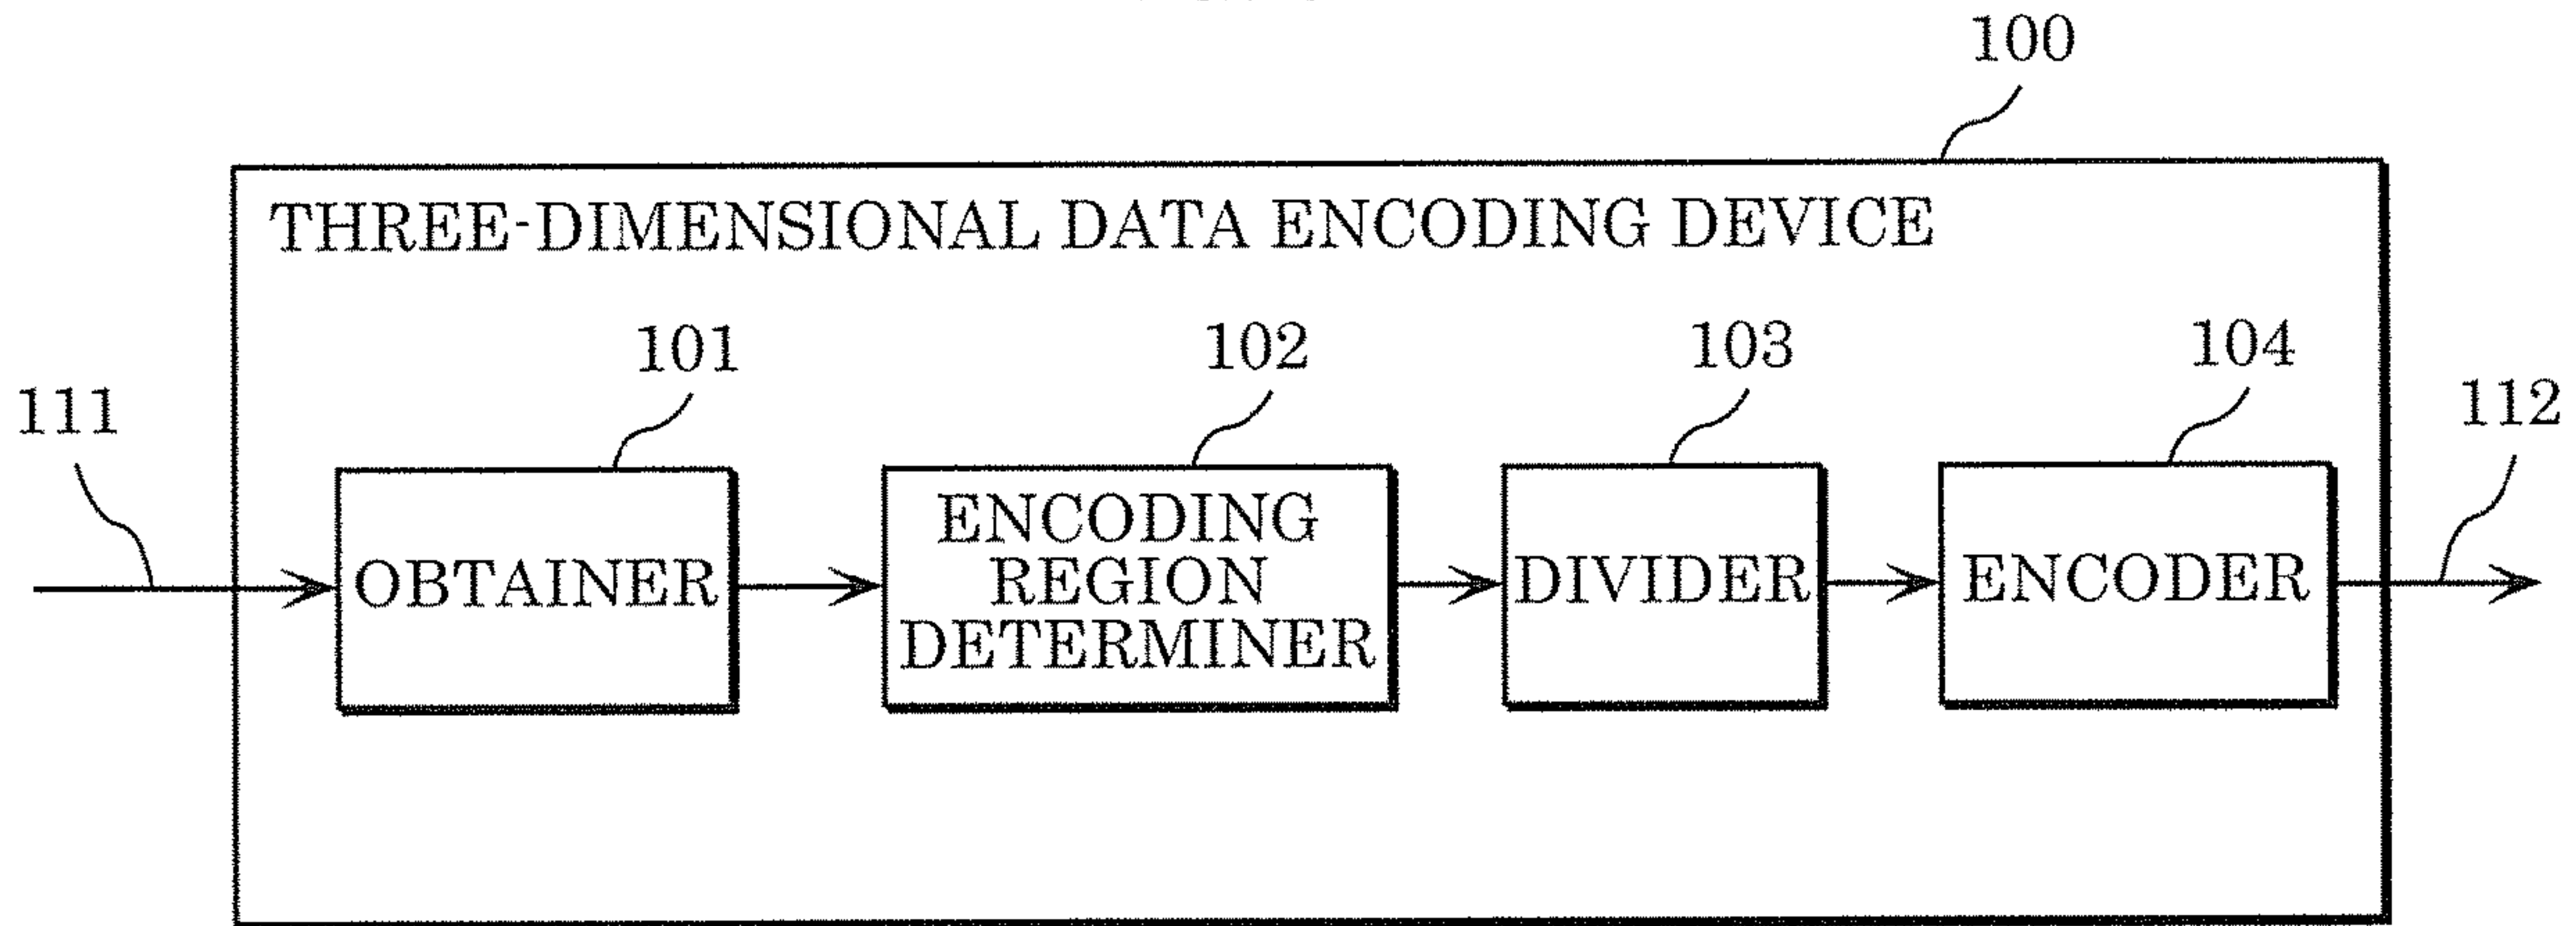 100
THREE-DIMENSIONAL DATA ENCODING DEVICE
101
102
103
104
111
112
OBTAINER
ENCODING
REGION
DETERMINER
DIVIDER
ENCODER